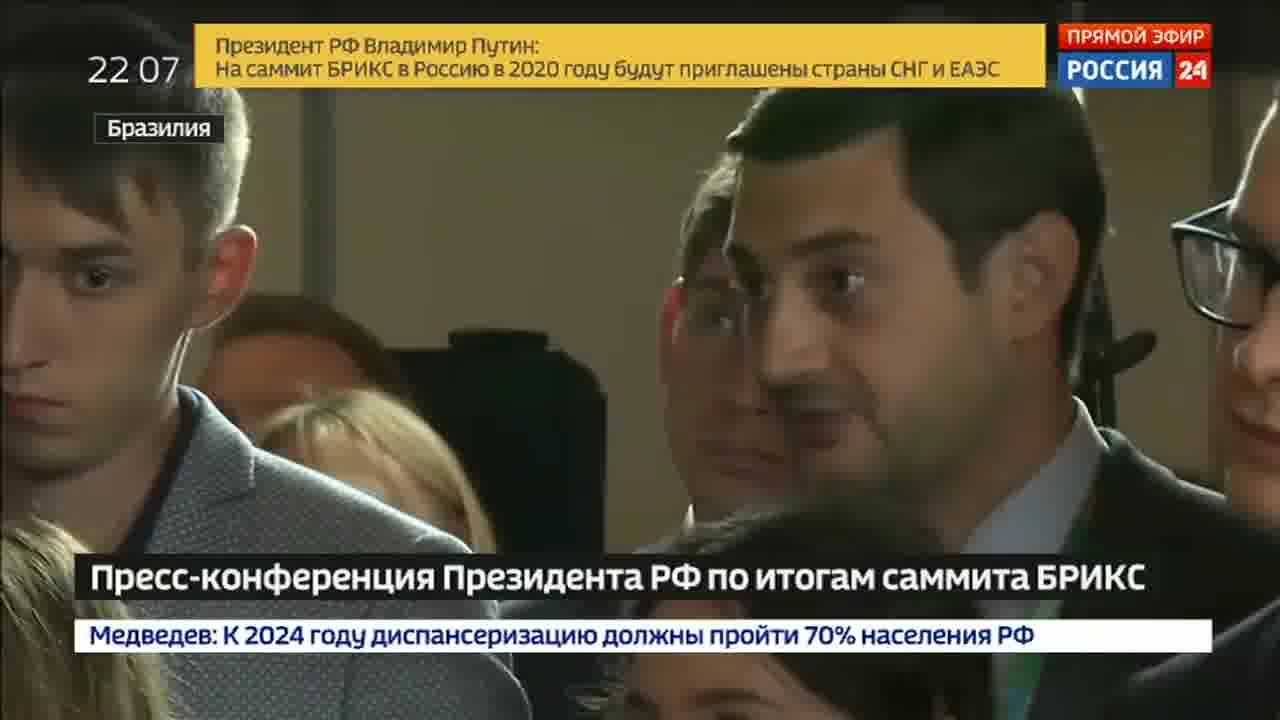 22 07
Президент РФ Владимир Путин:
На саммит БРИКС в Россию в 2020 году будут приглашены страны СНГ и ЕАЭС
ПРЯМОЙ ЭФИР
РОССИЯ 24
Бразилия
Пресс-конференция Президента РФ по итогам саммита БРИКС
Медведев: К 2024 году диспансеризацию должны пройти 70% населения РФ